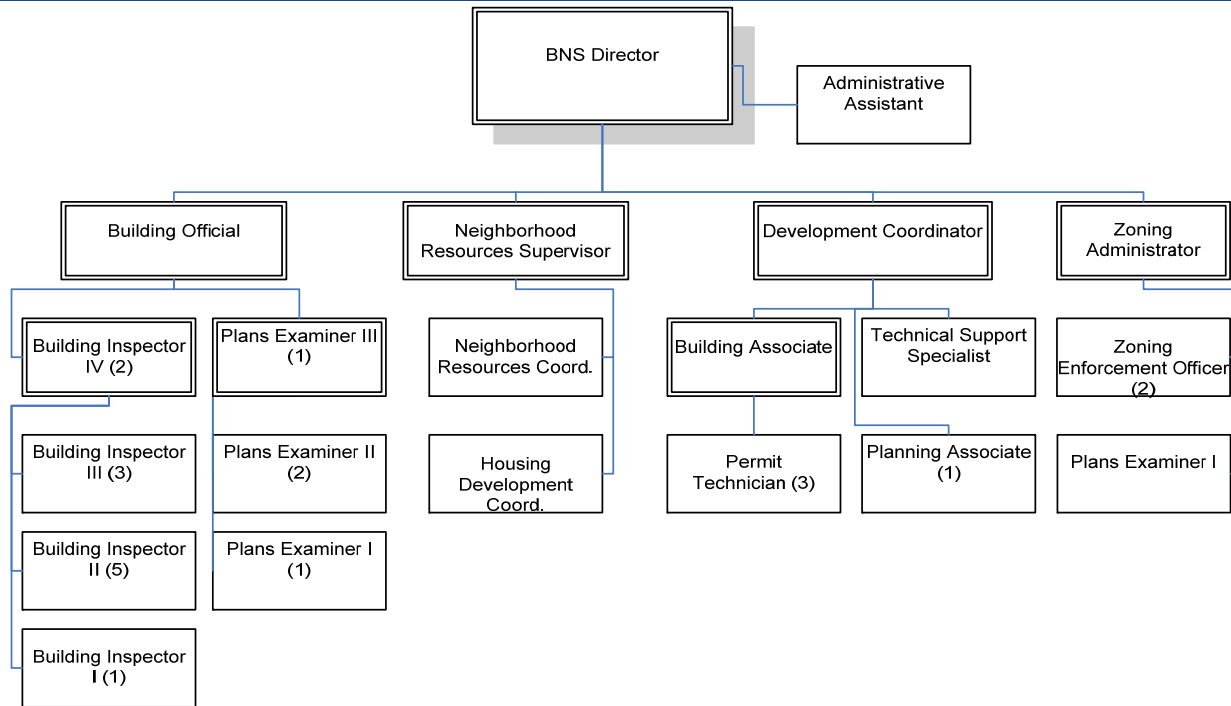 BNS Director
Administrative
Assistant
Building Official
Neighborhood
Resources Supervisor
Development Coordinator
Zoning
Administrator
Building Inspector
IV (2)
Plans Examiner III
(1)
Neighborhood
Resources Coord.
Building Associate
Technical Support
Specialist
Zoning
Enforcement Officer
(2)
Building Inspector
III (3)
Plans Examiner II
(2)
Housing
Development
Coord.
Permit
Technician (3)
Planning Associate
(1)
Plans Examiner I
Building Inspector
II (5)
Plans Examiner I
(1)
Building Inspector
I (1)